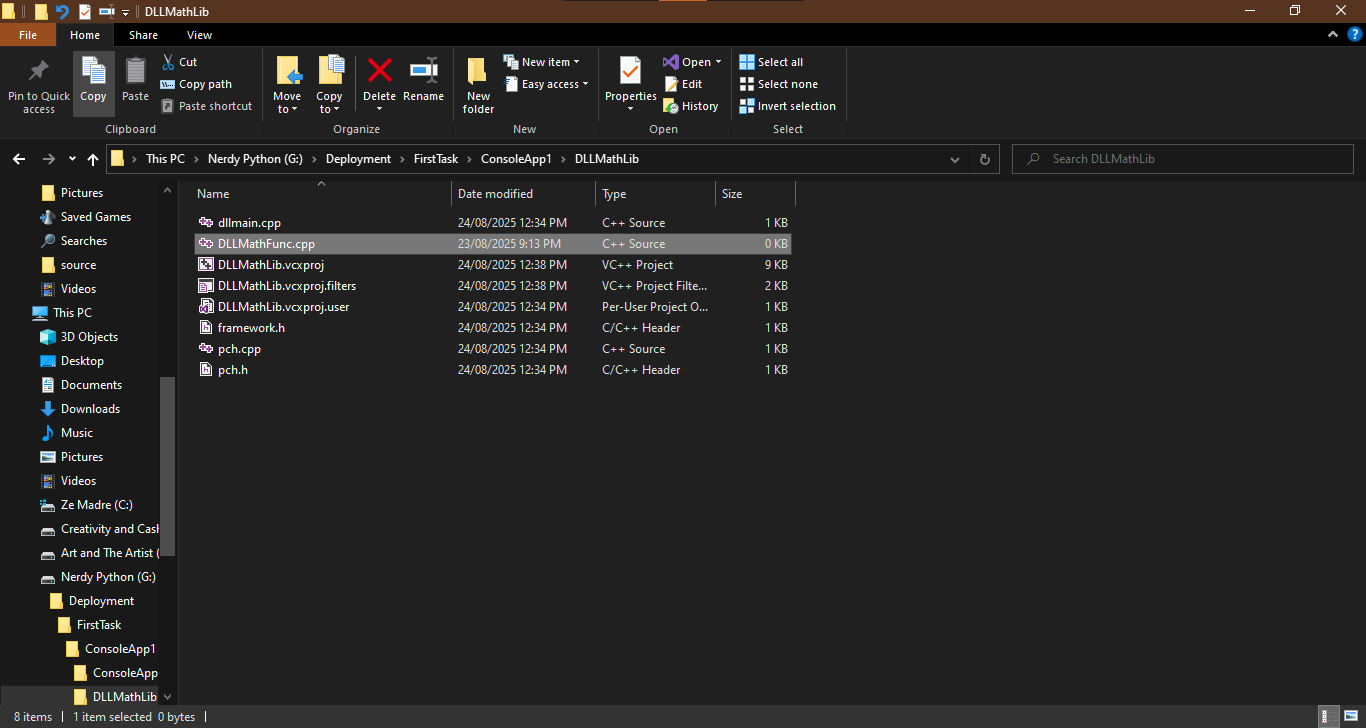 DLLMathLib
File Home Share View
Pin to Quick access
Copy
Paste
Cut
Copy path
Paste shortcut
Clipboard
Move to
Copy to
Delete
Rename
Organize
New folder
New item
Easy access
New
Properties
Open
Edit
History
Open
Select all
Select none
Invert selection
Select
This PC > Nerdy Python (G:) > Deployment > FirstTask > ConsoleApp1 > DLLMathLib
Search DLLMathLib
Pictures
Saved Games
Searches
source
Videos
This PC
3D Objects
Desktop
Documents
Downloads
Music
Pictures
Videos
Ze Madre (C:)
Creativity and Cash
Art and The Artist (
Nerdy Python (G:)
Deployment
FirstTask
ConsoleApp1
ConsoleApp
DLLMathLib
Name Date modified Type Size
dllmain.cpp 24/08/2025 12:34 PM C++ Source 1 KB
DLLMathFunc.cpp 23/08/2025 9:13 PM C++ Source 0 KB
DLLMathLib.vcxproj 24/08/2025 12:38 PM VC++ Project 9 KB
DLLMathLib.vcxproj.filters 24/08/2025 12:38 PM VC++ Project Filte... 2 KB
DLLMathLib.vcxproj.user 24/08/2025 12:34 PM Per-User Project O... 1 KB
framework.h 24/08/2025 12:34 PM C/C++ Header 1 KB
pch.cpp 24/08/2025 12:34 PM C++ Source 1 KB
pch.h 24/08/2025 12:34 PM C/C++ Header 1 KB
8 items 1 item selected 0 bytes